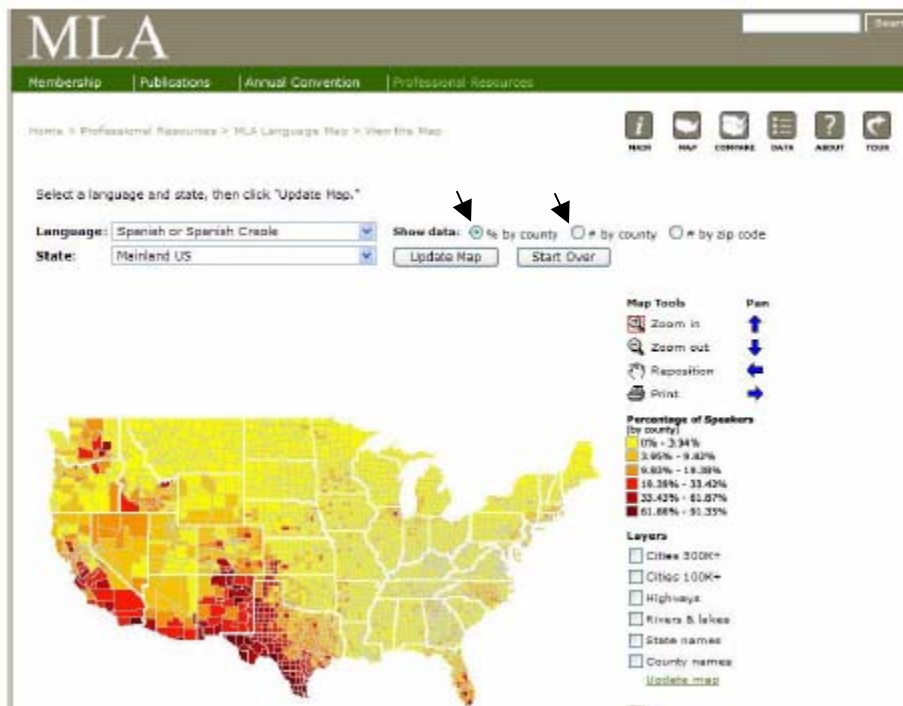 MLA
Membership Publications Annual Convention Professional Resources
Home > Professional Resources > MLA Language Map > View the Map
MAIN MAP COMPARE DATA ABOUT TOUR
Select a language and state, then click "Update Map."
Language: Spanish or Spanish Creole Show data: % by county # by county # by zip code
State: Mainland US Update Map Start Over
Map Tools Pan
Zoom in
Zoom out
Reposition
Print
Percentage of Speakers
(by county)
0% - 3.94%
3.95% - 9.82%
9.83% - 19.38%
19.39% - 33.42%
33.43% - 61.87%
61.88% - 91.35%
Layers
Cities 500K+
Cities 100K+
Highways
Rivers & lakes
State names
County names
Update map